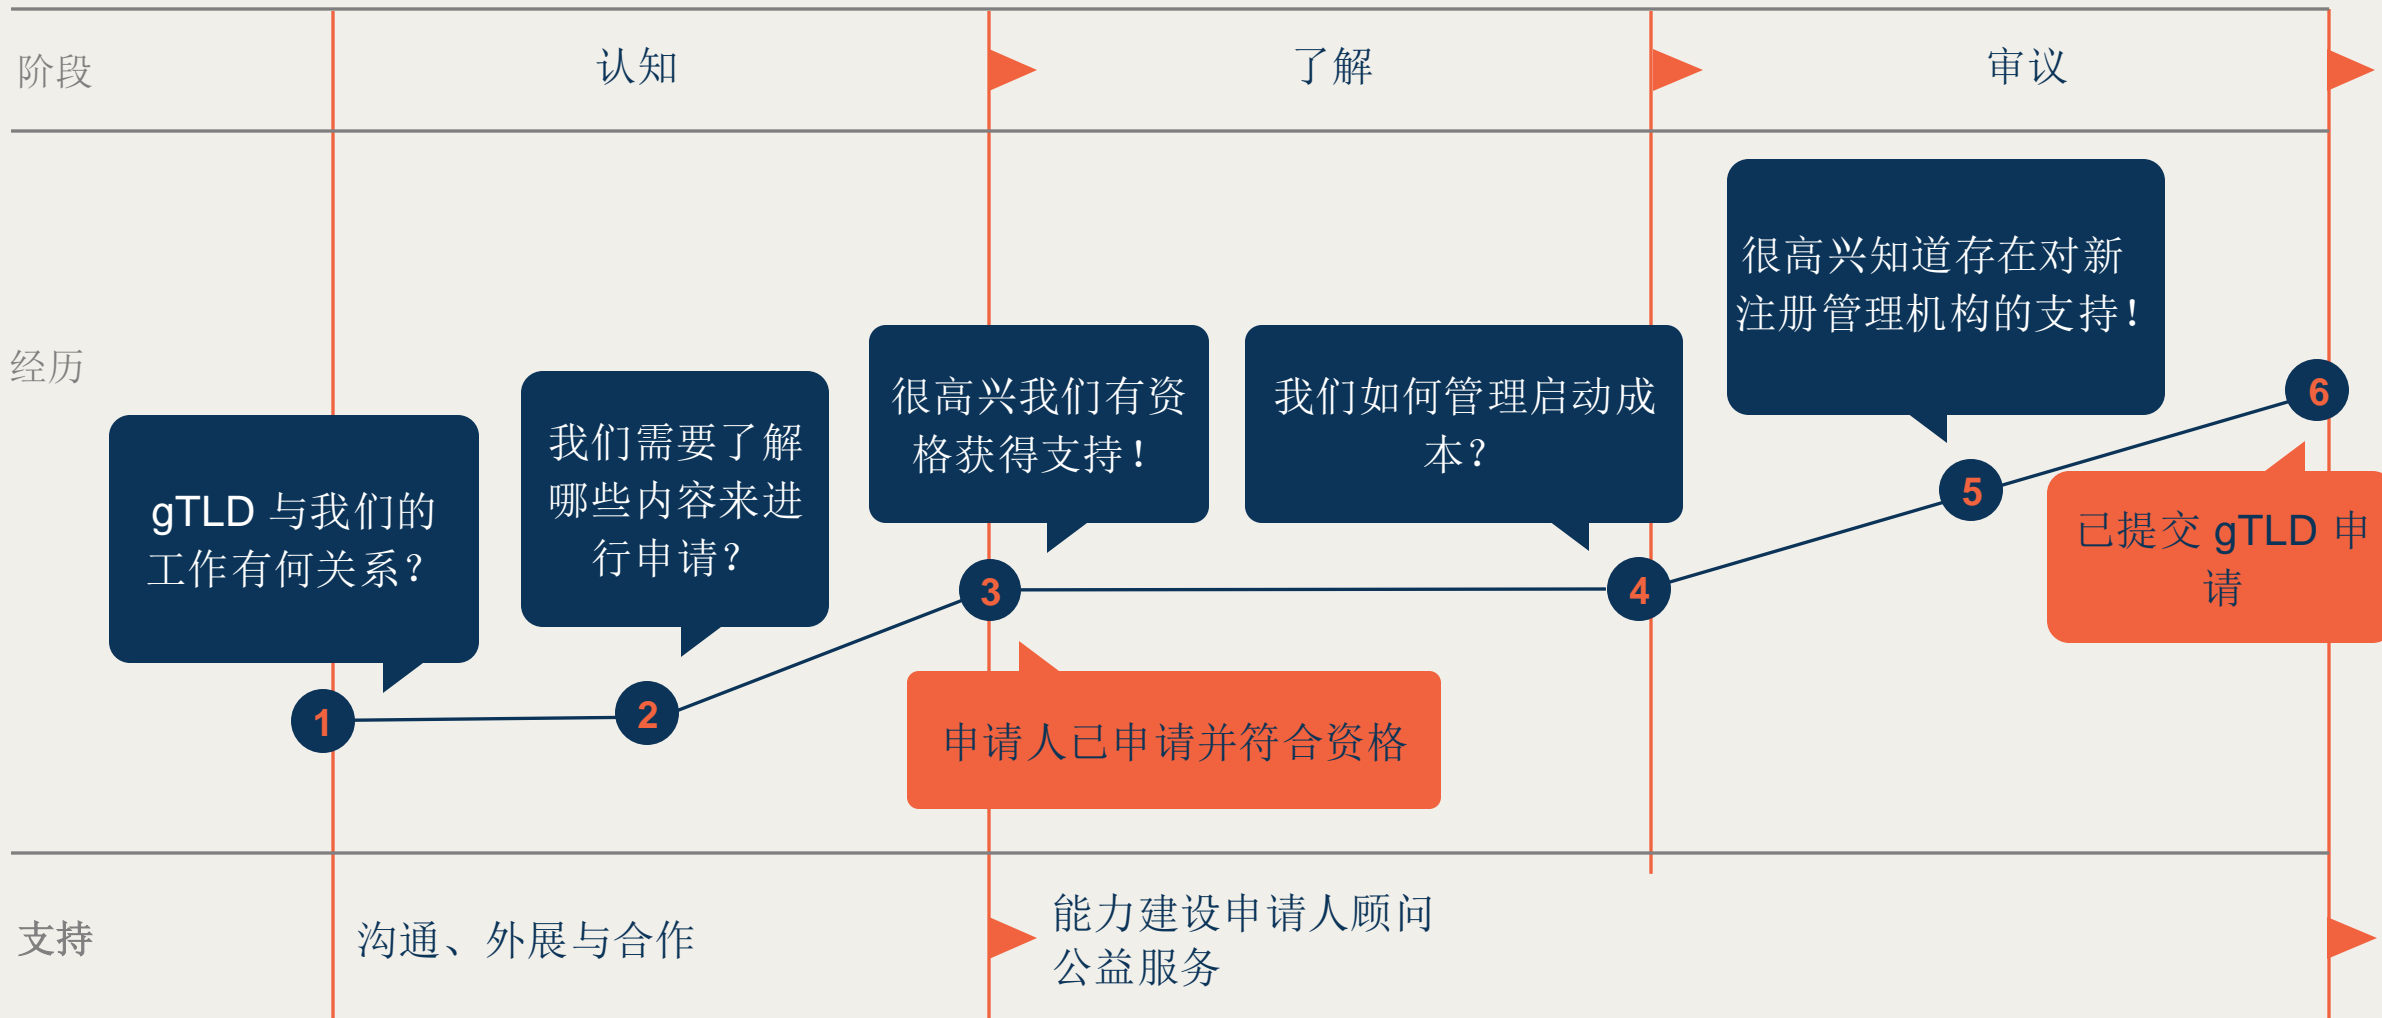 阶段
认知
了解
审议
经历
gTLD 与我们的
工作有何关系？
我们需要了解
哪些内容来进
行申请？
很高兴我们有资
格获得支持！
我们如何管理启动成
本？
很高兴知道存在对新
注册管理机构的支持！
1
2
3
4
5
6
申请人已申请并符合资格
已提交 gTLD 申
请
支持
沟通、外展与合作
能力建设申请人顾问
公益服务